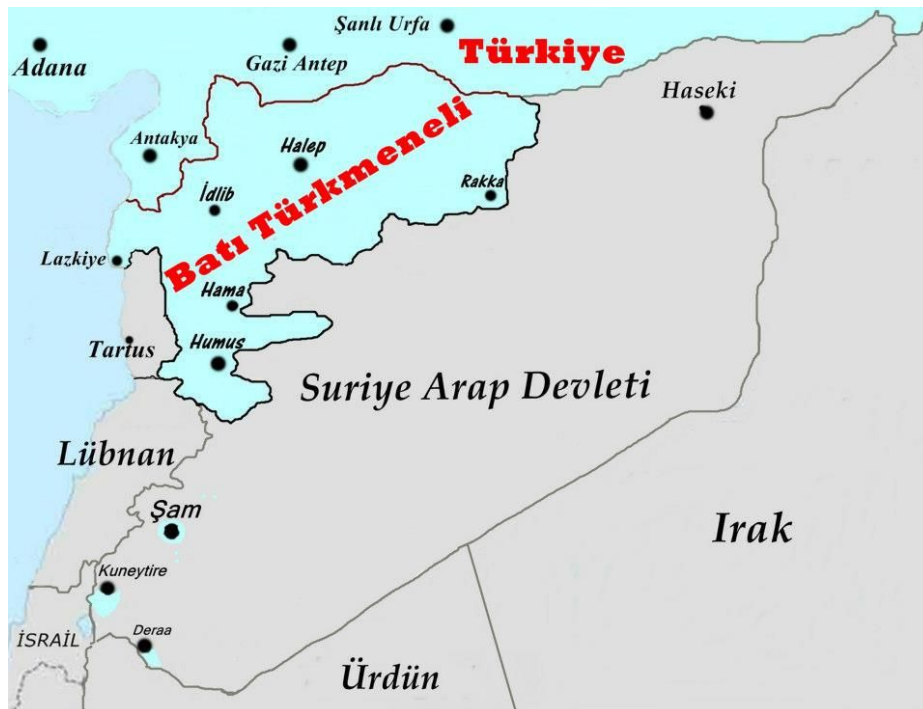 Şanlı Urfa
Türkiye
Adana
Gazi Antep
Haseki
Antakya
Halep
Batı Türkmeneli
İdlib
Rakka
Lazkiye
Hama
Tartus
Humus
Suriye Arap Devleti
Lübnan
Şam
Irak
Kuneytire
İSRAİL
Deraa
Ürdün